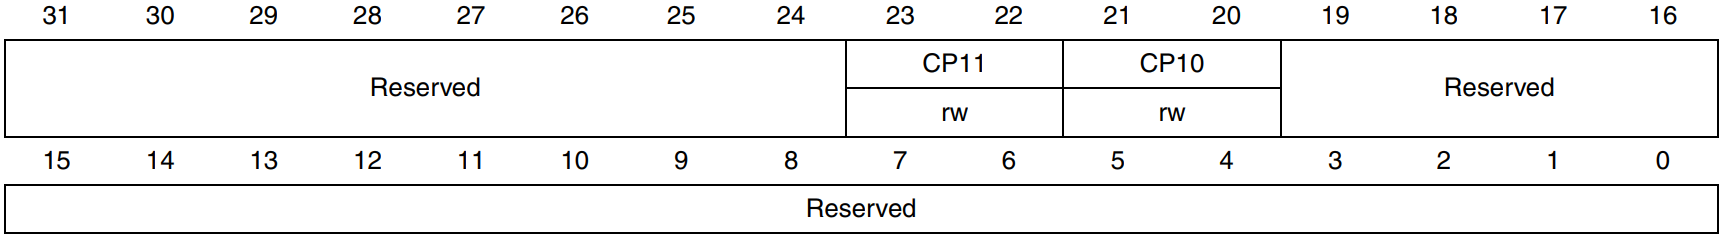 31 30 29 28 27 26 25 24 23 22 21 20 19 18 17 16
Reserved CP11 CP10 Reserved
rw rw
15 14 13 12 11 10 9 8 7 6 5 4 3 2 1 0
Reserved